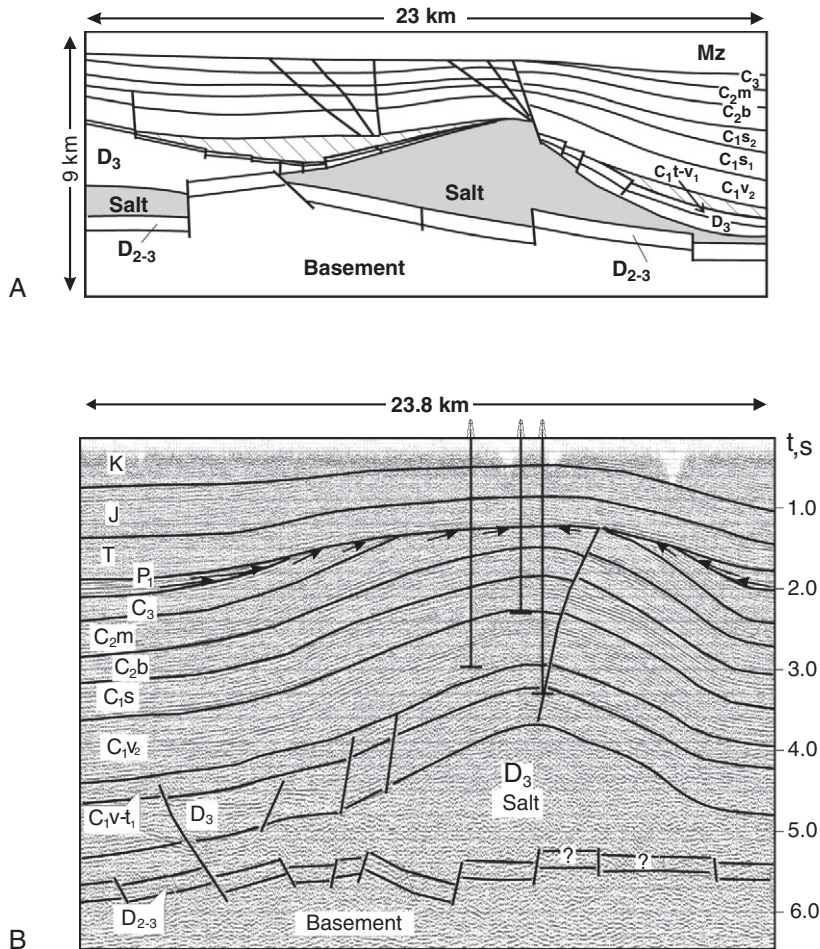 23 km
9 km
Mz
C₃
C₂m
C₂b
C₁s₂
C₁s₁
C₁t-v₁
C₁v₂
D₃
D₃
Salt
Salt
D₂₋₃
D₂₋₃
Basement
A
23.8 km
t,s
K
J
T
P₁
C₃
C₂m
C₂b
C₁s
C₁v₂
C₁v-t₁
D₃
D₃
Salt
? ?
D₂₋₃
Basement
1.0
2.0
3.0
4.0
5.0
6.0
B